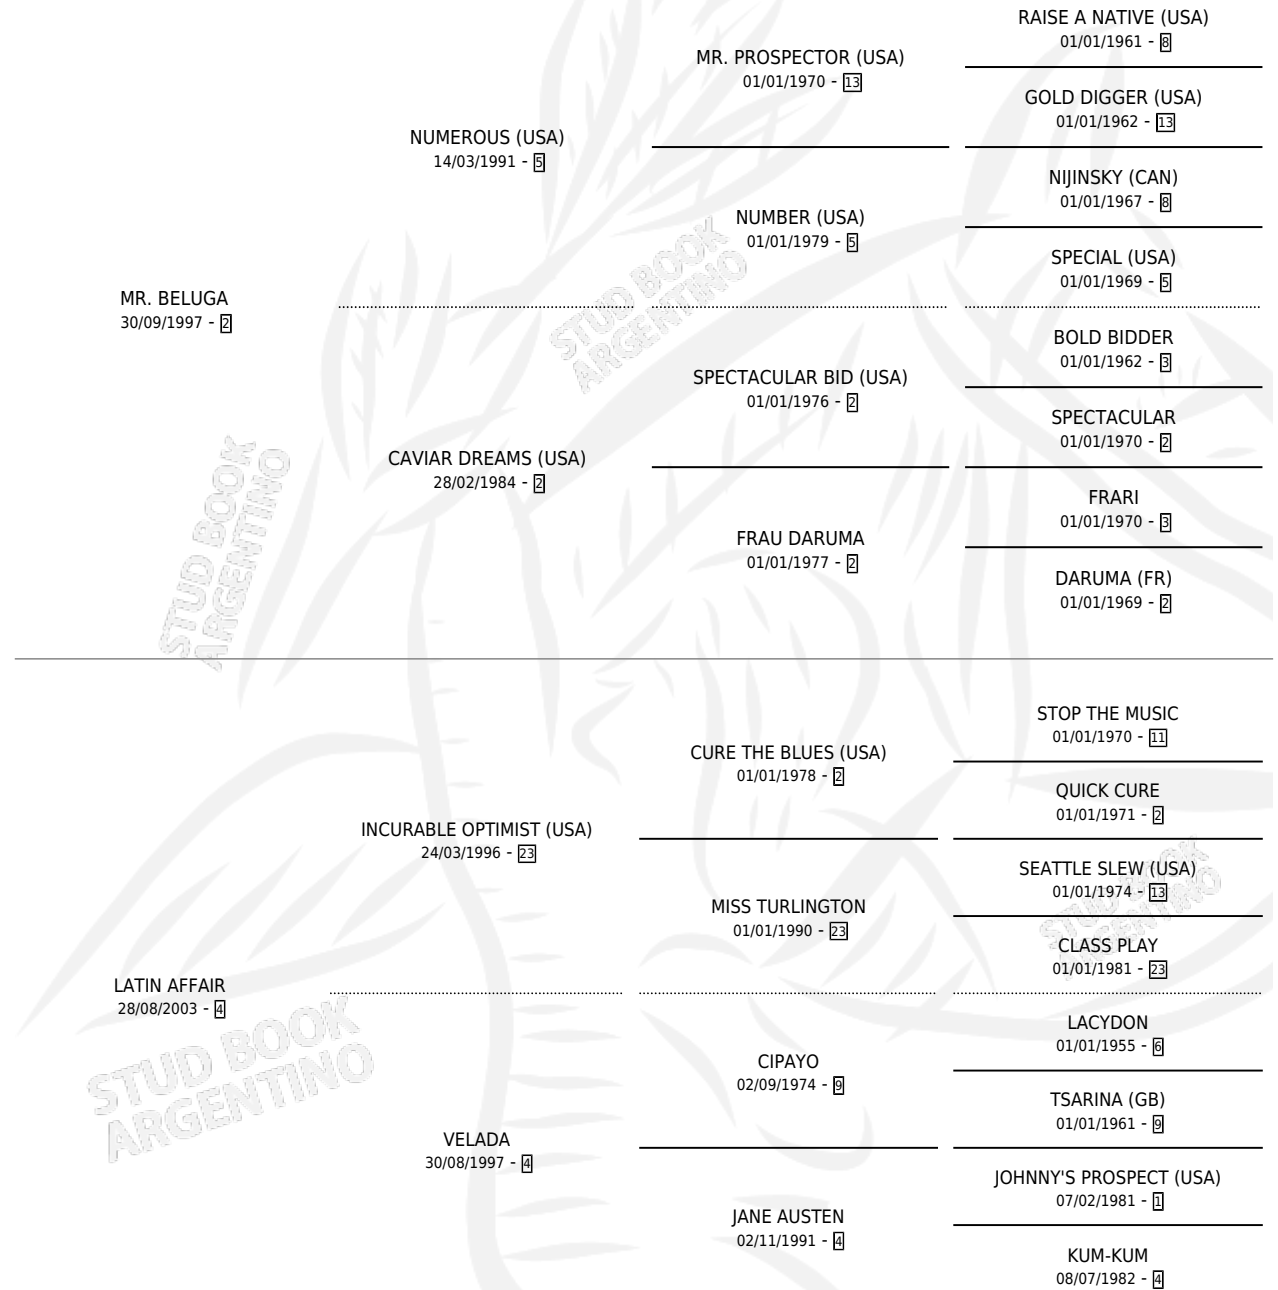 RAISE A NATIVE (USA)
01/01/1961 - 8
MR. PROSPECTOR (USA)
01/01/1970 - 13
GOLD DIGGER (USA)
01/01/1962 - 13
NUMEROUS (USA)
14/03/1991 - 5
NIJINSKY (CAN)
01/01/1967 - 8
NUMBER (USA)
01/01/1979 - 5
SPECIAL (USA)
01/01/1969 - 5
MR. BELUGA
30/09/1997 - 2
BOLD BIDDER
01/01/1962 - 3
SPECTACULAR BID (USA)
01/01/1976 - 2
SPECTACULAR
01/01/1970 - 2
CAVIAR DREAMS (USA)
28/02/1984 - 2
FRARI
01/01/1970 - 3
FRAU DARUMA
01/01/1977 - 2
DARUMA (FR)
01/01/1969 - 2
STOP THE MUSIC
01/01/1970 - 11
CURE THE BLUES (USA)
01/01/1978 - 2
QUICK CURE
01/01/1971 - 2
INCURABLE OPTIMIST (USA)
24/03/1996 - 23
SEATTLE SLEW (USA)
01/01/1974 - 13
MISS TURLINGTON
01/01/1990 - 23
CLASS PLAY
01/01/1981 - 23
LATIN AFFAIR
28/08/2003 - 4
LACYDON
01/01/1955 - 6
CIPAYO
02/09/1974 - 9
TSARINA (GB)
01/01/1961 - 9
VELADA
30/08/1997 - 4
JOHNNY'S PROSPECT (USA)
07/02/1981 - 1
JANE AUSTEN
02/11/1991 - 4
KUM-KUM
08/07/1982 - 4
STUD BOOK
ARGENTINO
STUD BOOK
ARGENTINO
STUD BOOK
ARGENTINO
STUD BOOK
ARGENTINO